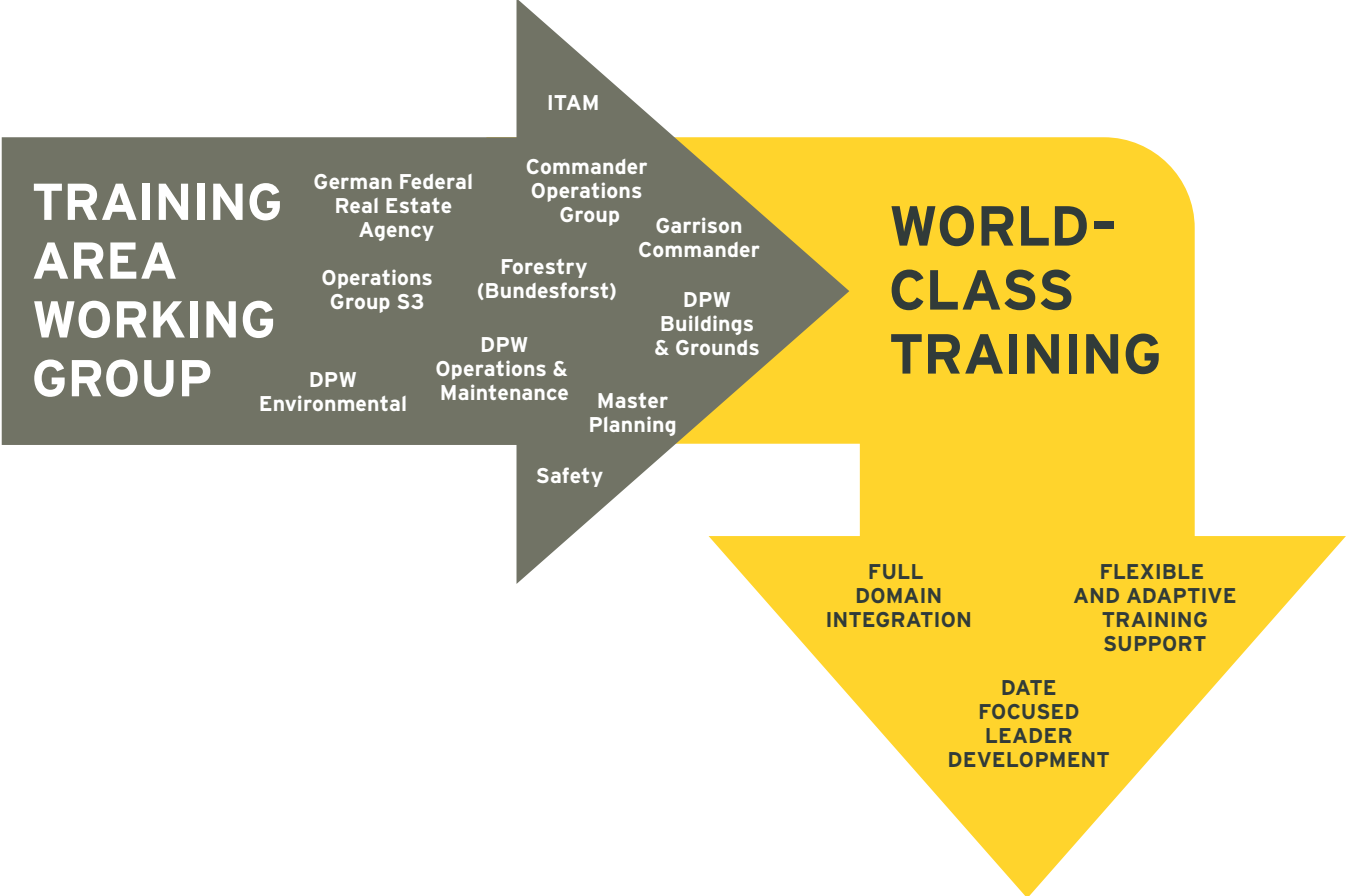 TRAINING
AREA
WORKING
GROUP
ITAM
German Federal
Real Estate
Agency
Commander
Operations
Group
Garrison
Commander
Operations
Group S3
Forestry
(Bundesforst)
DPW
Buildings
& Grounds
DPW
Environmental
DPW
Operations &
Maintenance
Master
Planning
Safety
WORLD-
CLASS
TRAINING
FULL
DOMAIN
INTEGRATION
FLEXIBLE
AND ADAPTIVE
TRAINING
SUPPORT
DATE
FOCUSED
LEADER
DEVELOPMENT